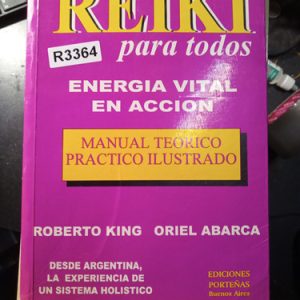 REIKI
R3364
para todos
ENERGIA VITAL
EN ACCION
MANUAL TEORICO
PRACTICO ILUSTRADO
ROBERTO KING ORIEL ABARCA
DESDE ARGENTINA,
LA EXPERIENCIA DE
UN SISTEMA HOLISTICO
EDICIONES
PORTEÑAS
Buenos Aires